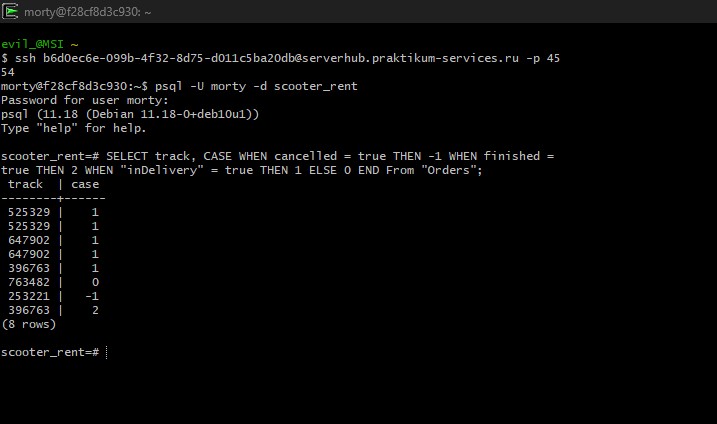 morty@f28cf8d3c930: ~
evil_@MSI ~
$ ssh b6d0ec6e-099b-4f32-8d75-d011c5ba20db@serverhub.praktikum-services.ru -p 45
54
morty@f28cf8d3c930:~$ psql -U morty -d scooter_rent
Password for user morty:
psql (11.18 (Debian 11.18-0+deb10u1))
Type "help" for help.
scooter_rent=# SELECT track, CASE WHEN cancelled = true THEN -1 WHEN finished =
true THEN 2 WHEN "inDelivery" = true THEN 1 ELSE 0 END From "Orders";
track | case
--------+------
525329 | 1
525329 | 1
647902 | 1
647902 | 1
396763 | 1
763482 | 0
253221 | -1
396763 | 2
(8 rows)
scooter_rent=#